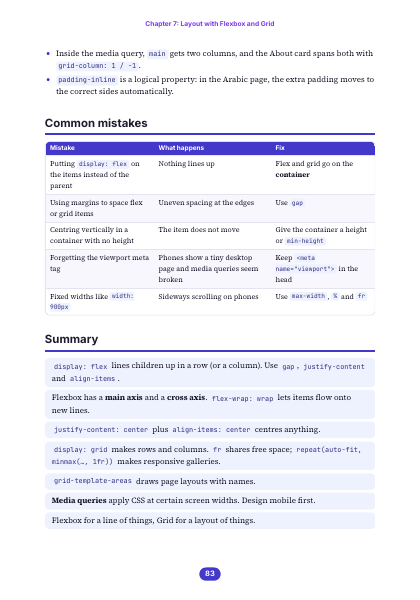 Chapter 7: Layout with Flexbox and Grid
• Inside the media query, main gets two columns, and the About card spans both with
grid-column: 1 / -1.
• padding-inline is a logical property: in the Arabic page, the extra padding moves to
the correct sides automatically.
Common mistakes
Mistake What happens Fix
Putting display: flex on Nothing lines up Flex and grid go on the
the items instead of the container
parent
Using margins to space flex Uneven spacing at the edges Use gap
or grid items
Centring vertically in a The item does not move Give the container a height
container with no height or min-height
Forgetting the viewport meta Phones show a tiny desktop Keep <meta
tag page and media queries seem name="viewport"> in the
broken head
Fixed widths like width: Sideways scrolling on phones Use max-width, % and fr
900px
Summary
display: flex lines children up in a row (or a column). Use gap, justify-content
and align-items.
Flexbox has a main axis and a cross axis. flex-wrap: wrap lets items flow onto
new lines.
justify-content: center plus align-items: center centres anything.
display: grid makes rows and columns. fr shares free space; repeat(auto-fit,
minmax(…, 1fr)) makes responsive galleries.
grid-template-areas draws page layouts with names.
Media queries apply CSS at certain screen widths. Design mobile first.
Flexbox for a line of things, Grid for a layout of things.
83